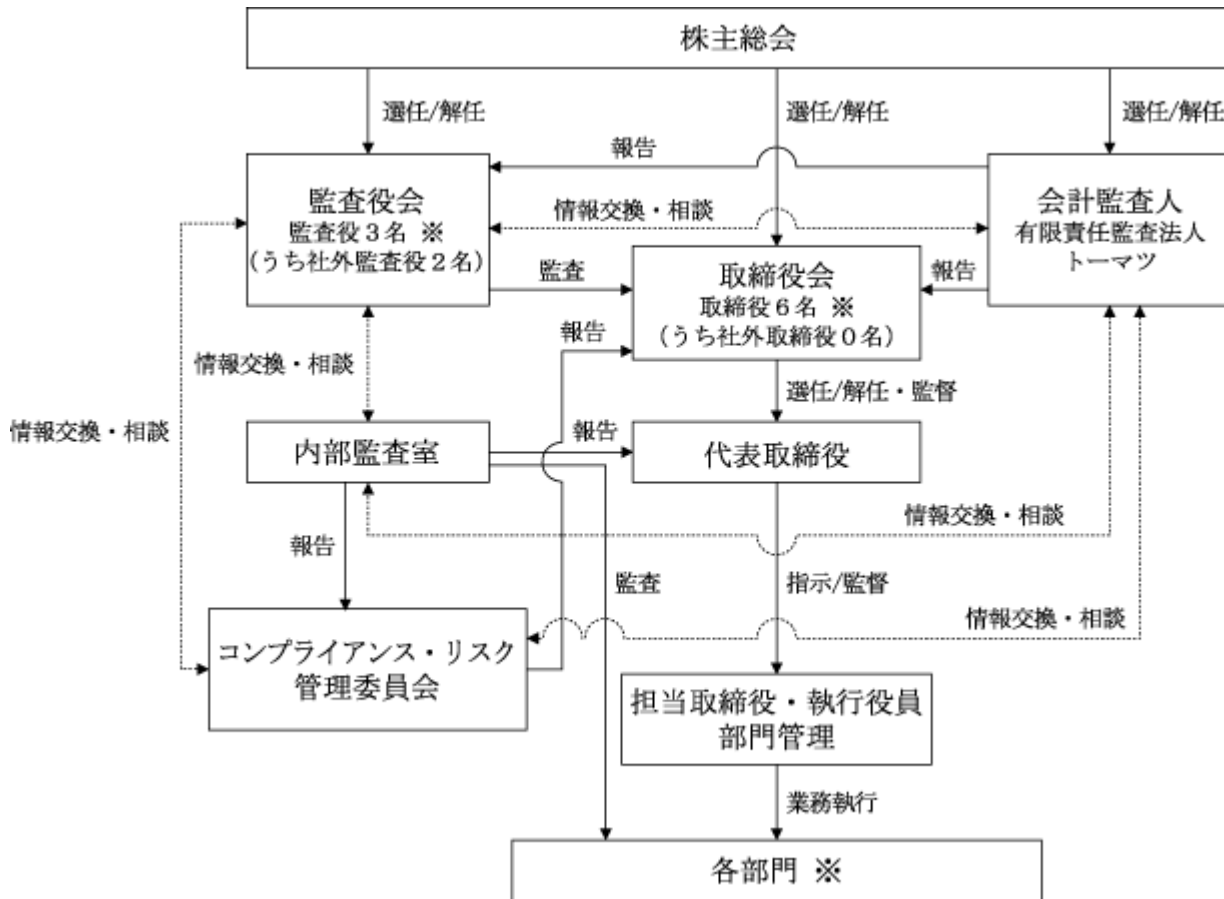 株主総会
選任/解任
選任/解任
選任/解任
報告
監査役会
監査役3名 ※
(うち社外監査役2名)
情報交換・相談
会計監査人
有限責任監査法人
トーマツ
監査
取締役会
取締役6名 ※
(うち社外取締役0名)
報告
報告
情報交換・相談
選任/解任・監督
情報交換・相談
内部監査室
報告
代表取締役
情報交換・相談
報告
監査
指示/監督
情報交換・相談
コンプライアンス・リスク
管理委員会
担当取締役・執行役員
部門管理
業務執行
各部門 ※